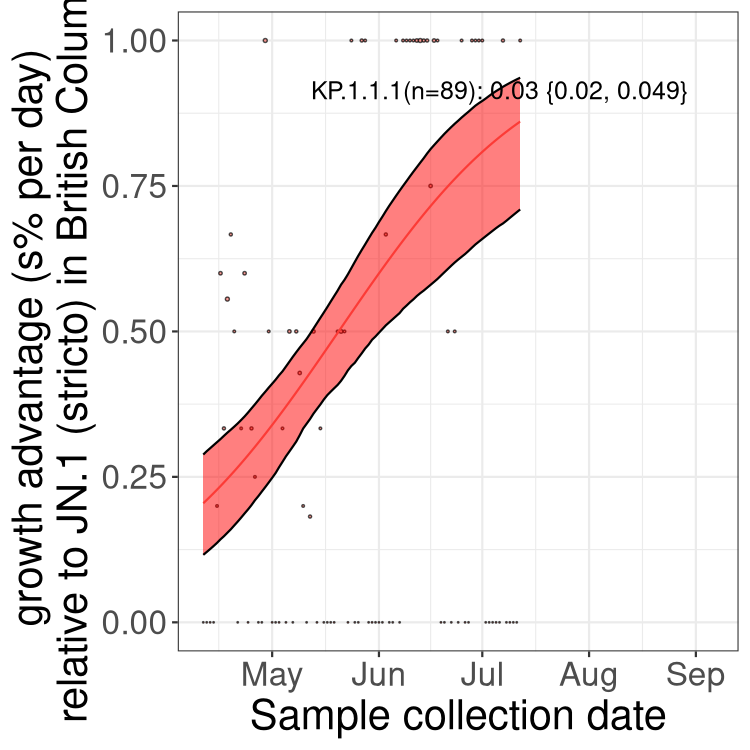 growth advantage (s% per day)
relative to JN.1 (stricto) in British Colum
1.00
0.75
0.50
0.25
0.00
KP.1.1.1(n=89): 0.03 {0.02, 0.049}
May Jun Jul Aug Sep
Sample collection date